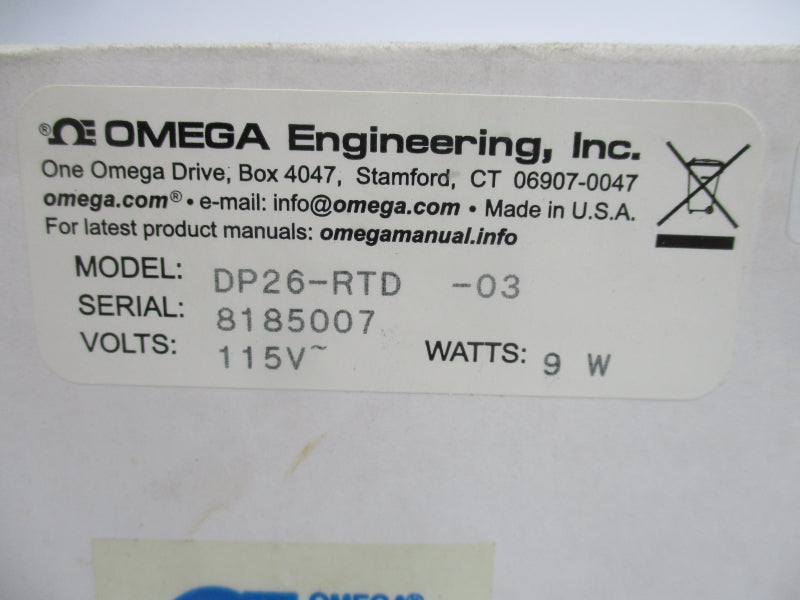 ® OMEGA Engineering, Inc.
One Omega Drive, Box 4047, Stamford, CT 06907-0047
omega.com® • e-mail: info@omega.com • Made in U.S.A.
For latest product manuals: omegamanual.info
MODEL: DP26-RTD -03
SERIAL: 8185007
VOLTS: 115V~ WATTS: 9 W
OMEGA®